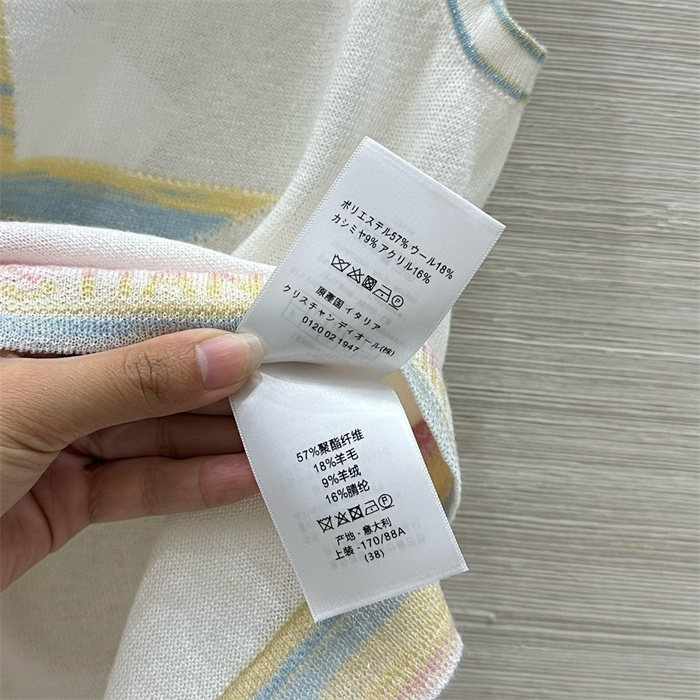 ポリエステル57% ウール18%
カシミヤ9% アクリル16%
原産国 イタリア
クリスチャン ディオール(株)
0120 02 1947
57%聚酯纤维
18%羊毛
9%羊绒
16%腈纶
产地 - 意大利
上装 -170/88A
(38)